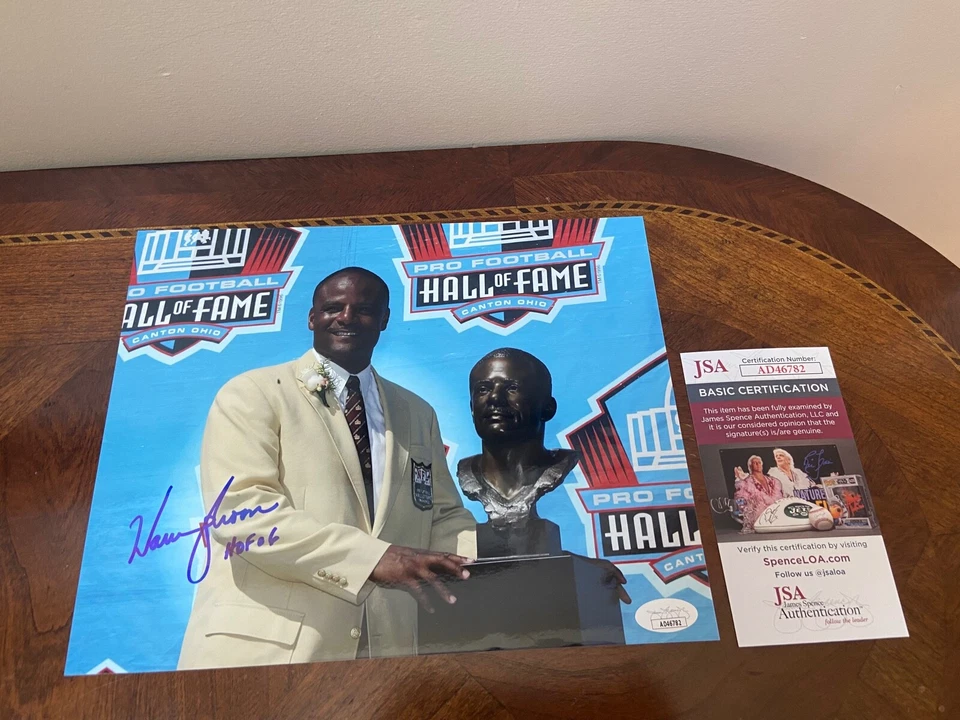 PRO FOOTBALL
HALL OF FAME
CANTON OHIO
O FOOTBALL
ALL OF FAME
CANTON OHIO
PRO FO
HALL
CANT
HOF 06
AD46782
JSA
Certification Number:
AD46782
BASIC CERTIFICATION
This item has been fully examined by
James Spence Authentication, LLC and
it is our considered opinion that the
signature(s) is/are genuine.
Verify this certification by visiting
SpenceLOA.com
Follow us @jsaloa
JSA
James Spence
Authentication
follow the leader